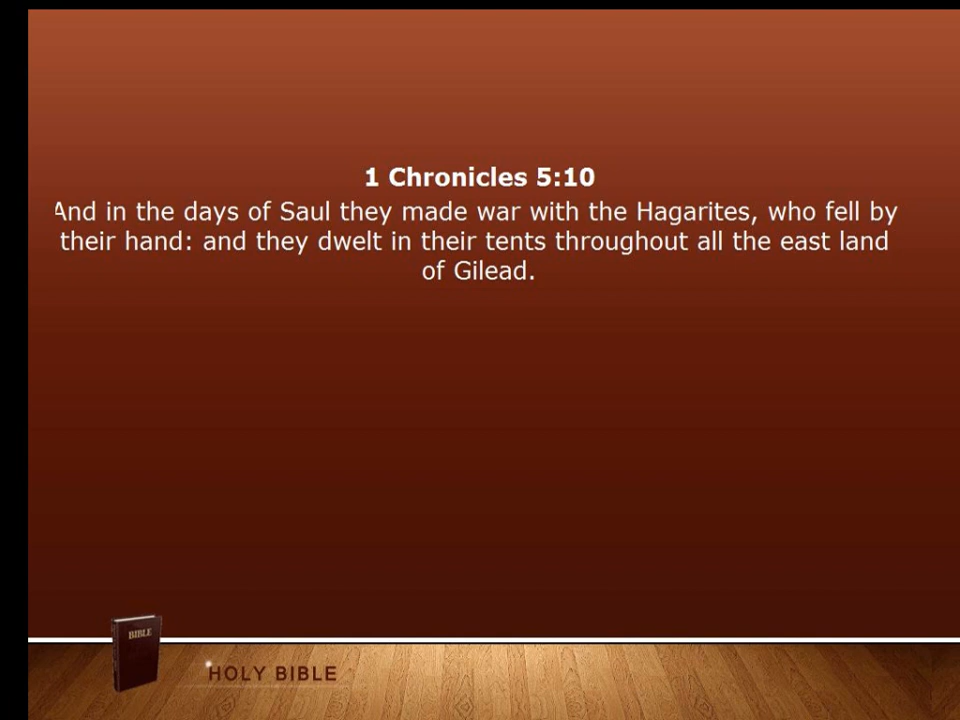 1 Chronicles 5:10
And in the days of Saul they made war with the Hagarites, who fell by
their hand: and they dwelt in their tents throughout all the east land
of Gilead.
BIBLE
HOLY BIBLE